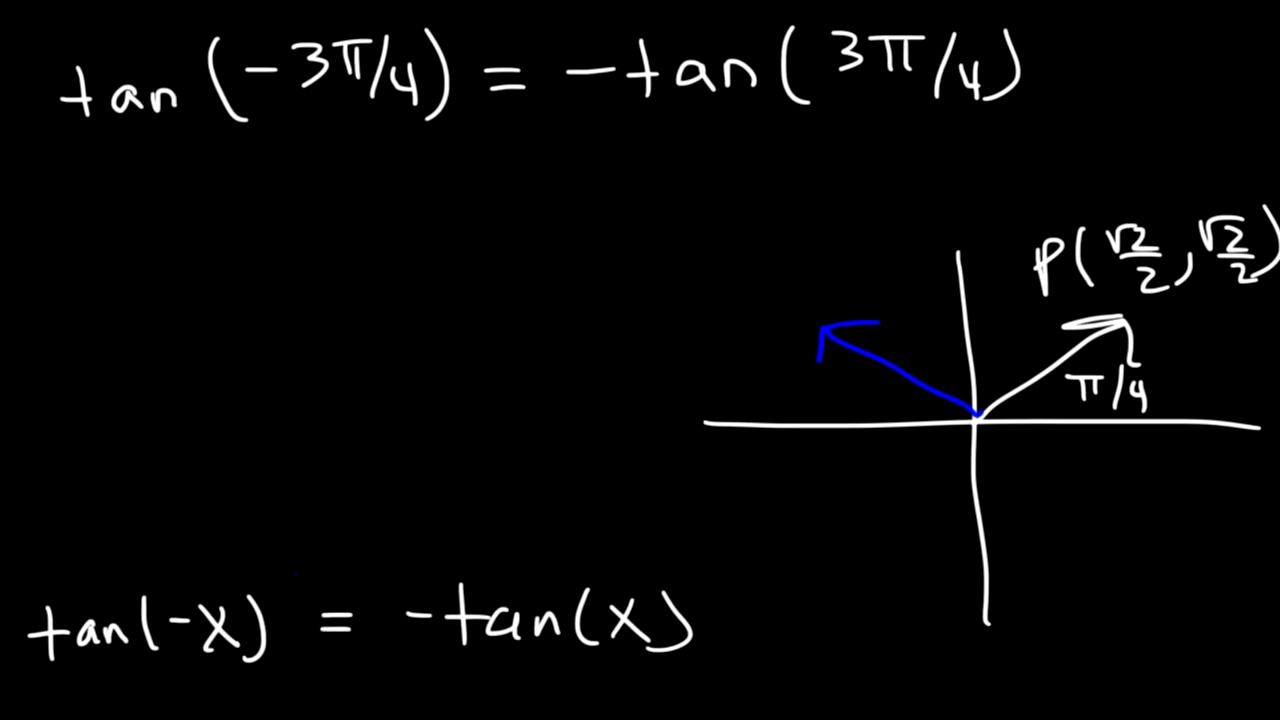 tan(-3π/4) = -tan(3π/4)
P(√2/2, √2/2)
π/4
tan(-x) = -tan(x)